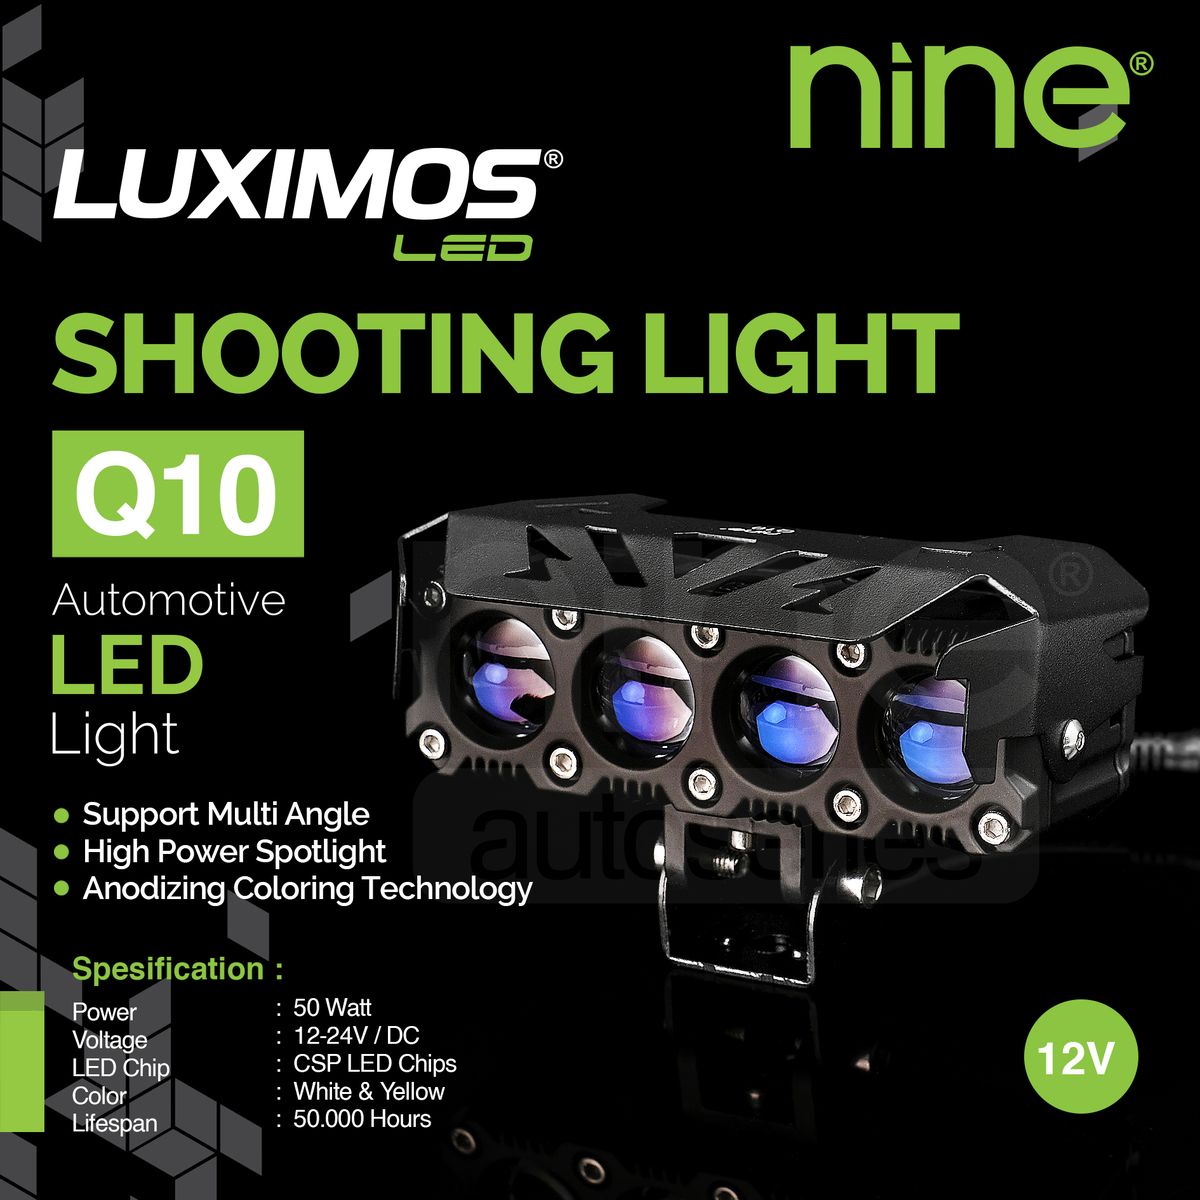 nine®
LUXIMOS®
LED
SHOOTING LIGHT
Q10
Automotive
LED
Light
Support Multi Angle
High Power Spotlight
Anodizing Coloring Technology
Spesification :
Power : 50 Watt
Voltage : 12-24V / DC
LED Chip : CSP LED Chips
Color : White & Yellow
Lifespan : 50.000 Hours
12V
nine®
autoseries